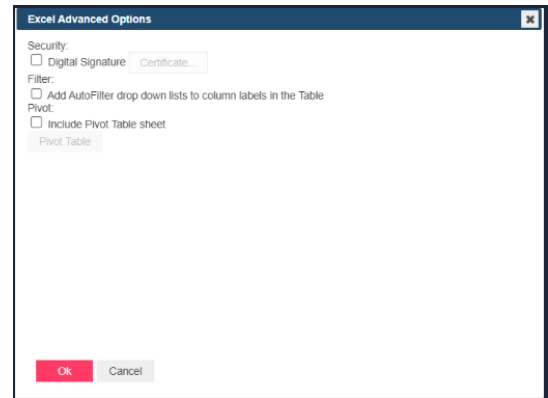 Excel Advanced Options
Security:
Digital Signature Certificate...
Filter:
Add AutoFilter drop down lists to column labels in the Table
Pivot:
Include Pivot Table sheet
Pivot Table
Ok Cancel